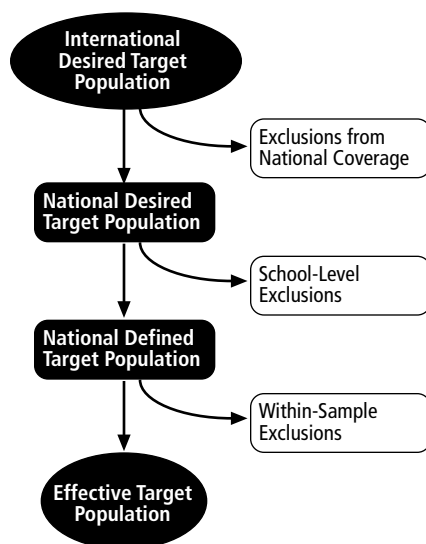 International
Desired Target
Population
Exclusions from
National Coverage
National Desired
Target Population
School-Level
Exclusions
National Defined
Target Population
Within-Sample
Exclusions
Effective Target
Population